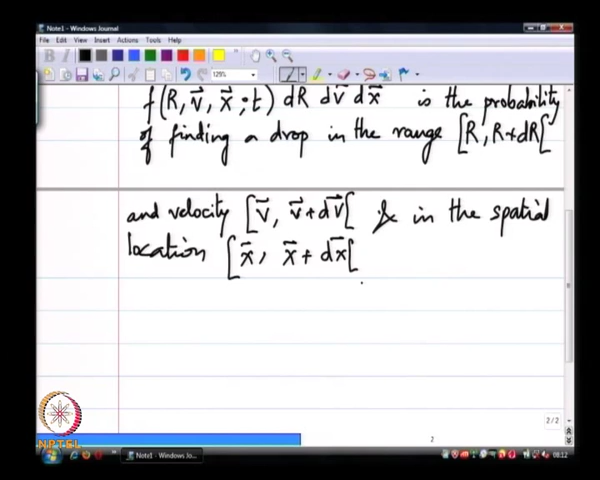 Note1 - Windows Journal
File Edit View Insert Actions Tools Help
B I
125%
f(R, v⃗, x⃗; t) dR dv⃗ dx⃗ is the probability
of finding a drop in the range [R, R+dR[
and velocity [v⃗, v⃗+dv⃗[ & in the spatial
location [x⃗, x⃗+dx⃗[
2/2
2
NPTEL
Note1 - Windows Jo...
08:12